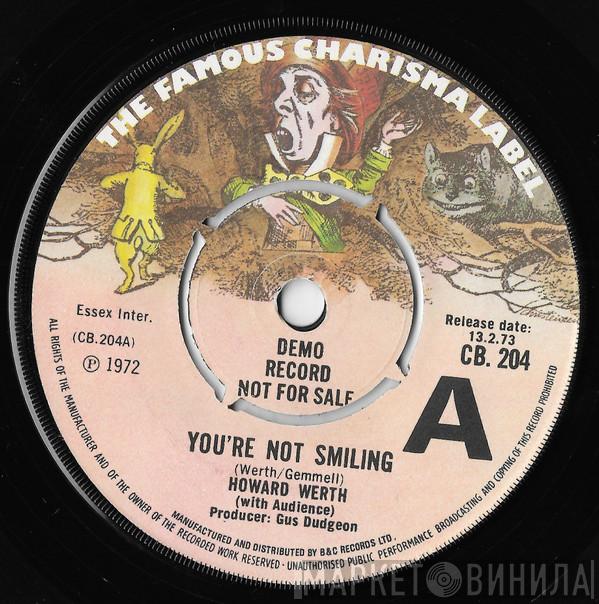 THE FAMOUS CHARISMA LABEL
Essex Inter.
(CB.204A)
Ⓟ 1972
DEMO
RECORD
NOT FOR SALE
Release date:
13.2.73
CB. 204
A
YOU'RE NOT SMILING
(Werth/Gemmell)
HOWARD WERTH
(with Audience)
Producer: Gus Dudgeon
MANUFACTURED AND DISTRIBUTED BY B&C RECORDS LTD.
ALL RIGHTS OF THE MANUFACTURER AND OF THE OWNER OF THE RECORDED WORK RESERVED - UNAUTHORISED PUBLIC PERFORMANCE BROADCASTING AND COPYING OF THIS RECORD PROHIBITED
МАРКЕТ ВИНИЛА